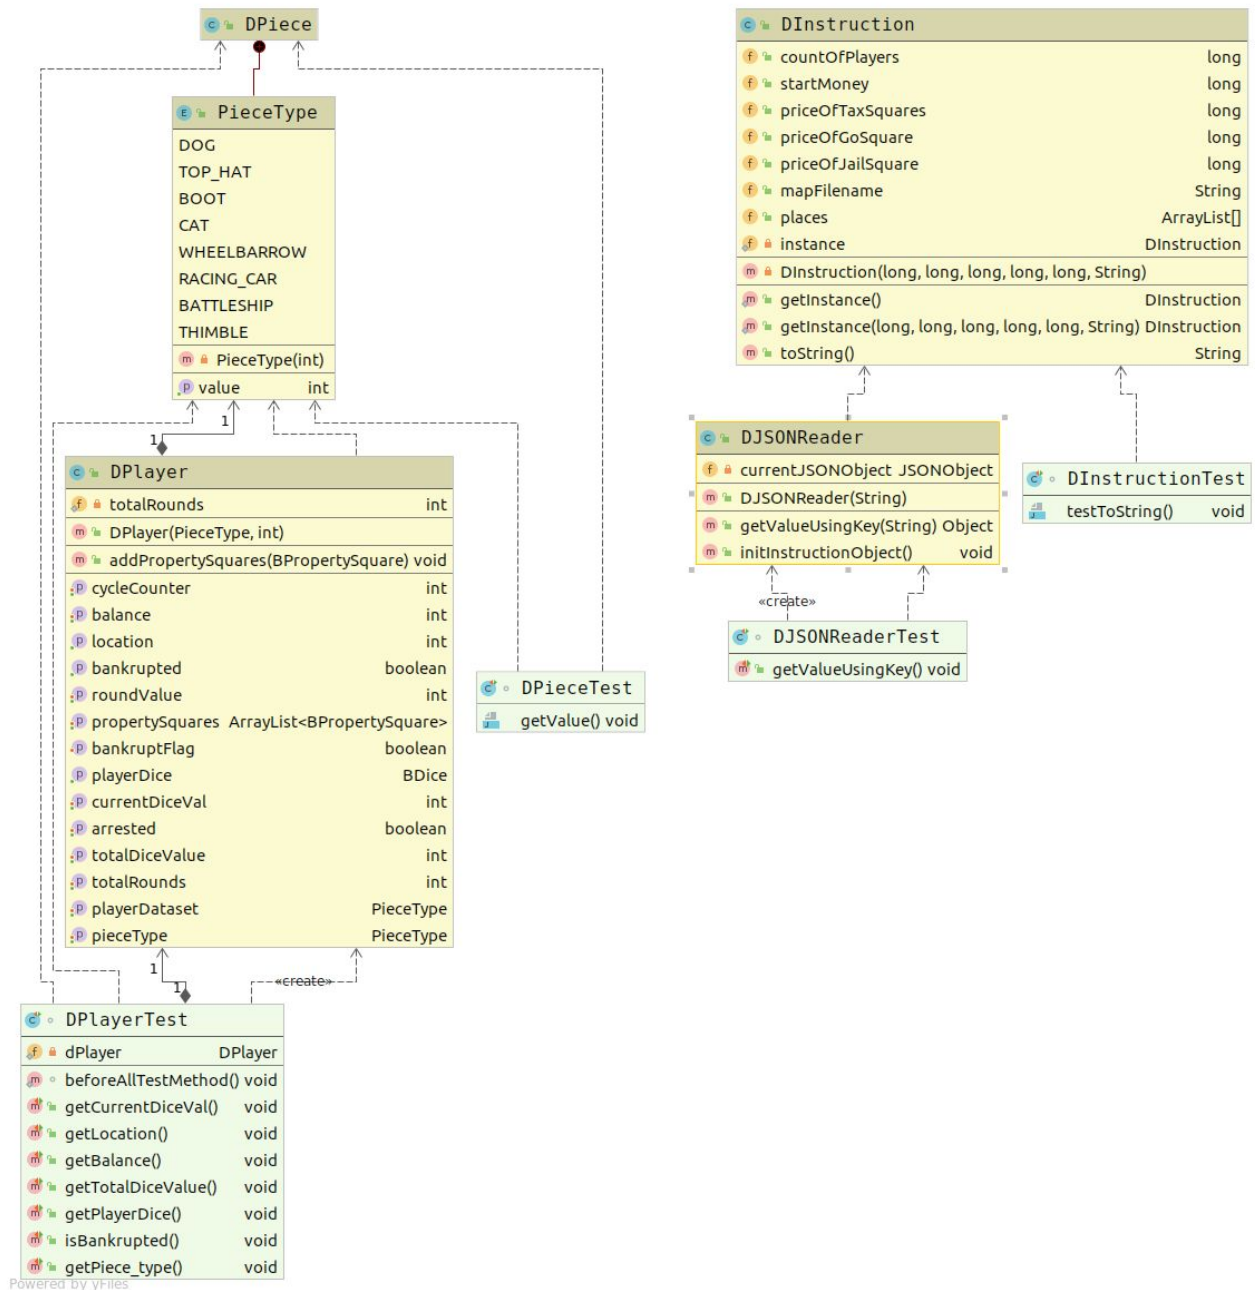 DPiece
PieceType
DOG
TOP_HAT
BOOT
CAT
WHEELBARROW
RACING_CAR
BATTLESHIP
THIMBLE
PieceType(int)
value int
1
1
DPlayer
totalRounds int
DPlayer(PieceType, int)
addPropertySquares(BPropertySquare) void
cycleCounter int
balance int
location int
bankrupted boolean
roundValue int
propertySquares ArrayList<BPropertySquare>
bankruptFlag boolean
playerDice BDice
currentDiceVal int
arrested boolean
totalDiceValue int
totalRounds int
playerDataset PieceType
pieceType PieceType
1
1
«create»
DPlayerTest
dPlayer DPlayer
beforeAllTestMethod() void
getCurrentDiceVal() void
getLocation() void
getBalance() void
getTotalDiceValue() void
getPlayerDice() void
isBankrupted() void
getPiece_type() void
Powered by yFiles
DPieceTest
getValue() void
DInstruction
countOfPlayers long
startMoney long
priceOfTaxSquares long
priceOfGoSquare long
priceOfJailSquare long
mapFilename String
places ArrayList[]
instance DInstruction
DInstruction(long, long, long, long, long, String)
getInstance() DInstruction
getInstance(long, long, long, long, long, String) DInstruction
toString() String
DJSONReader
currentJSONObject JSONObject
DJSONReader(String)
getValueUsingKey(String) Object
initInstructionObject() void
«create»
DJSONReaderTest
getValueUsingKey() void
DInstructionTest
testToString() void